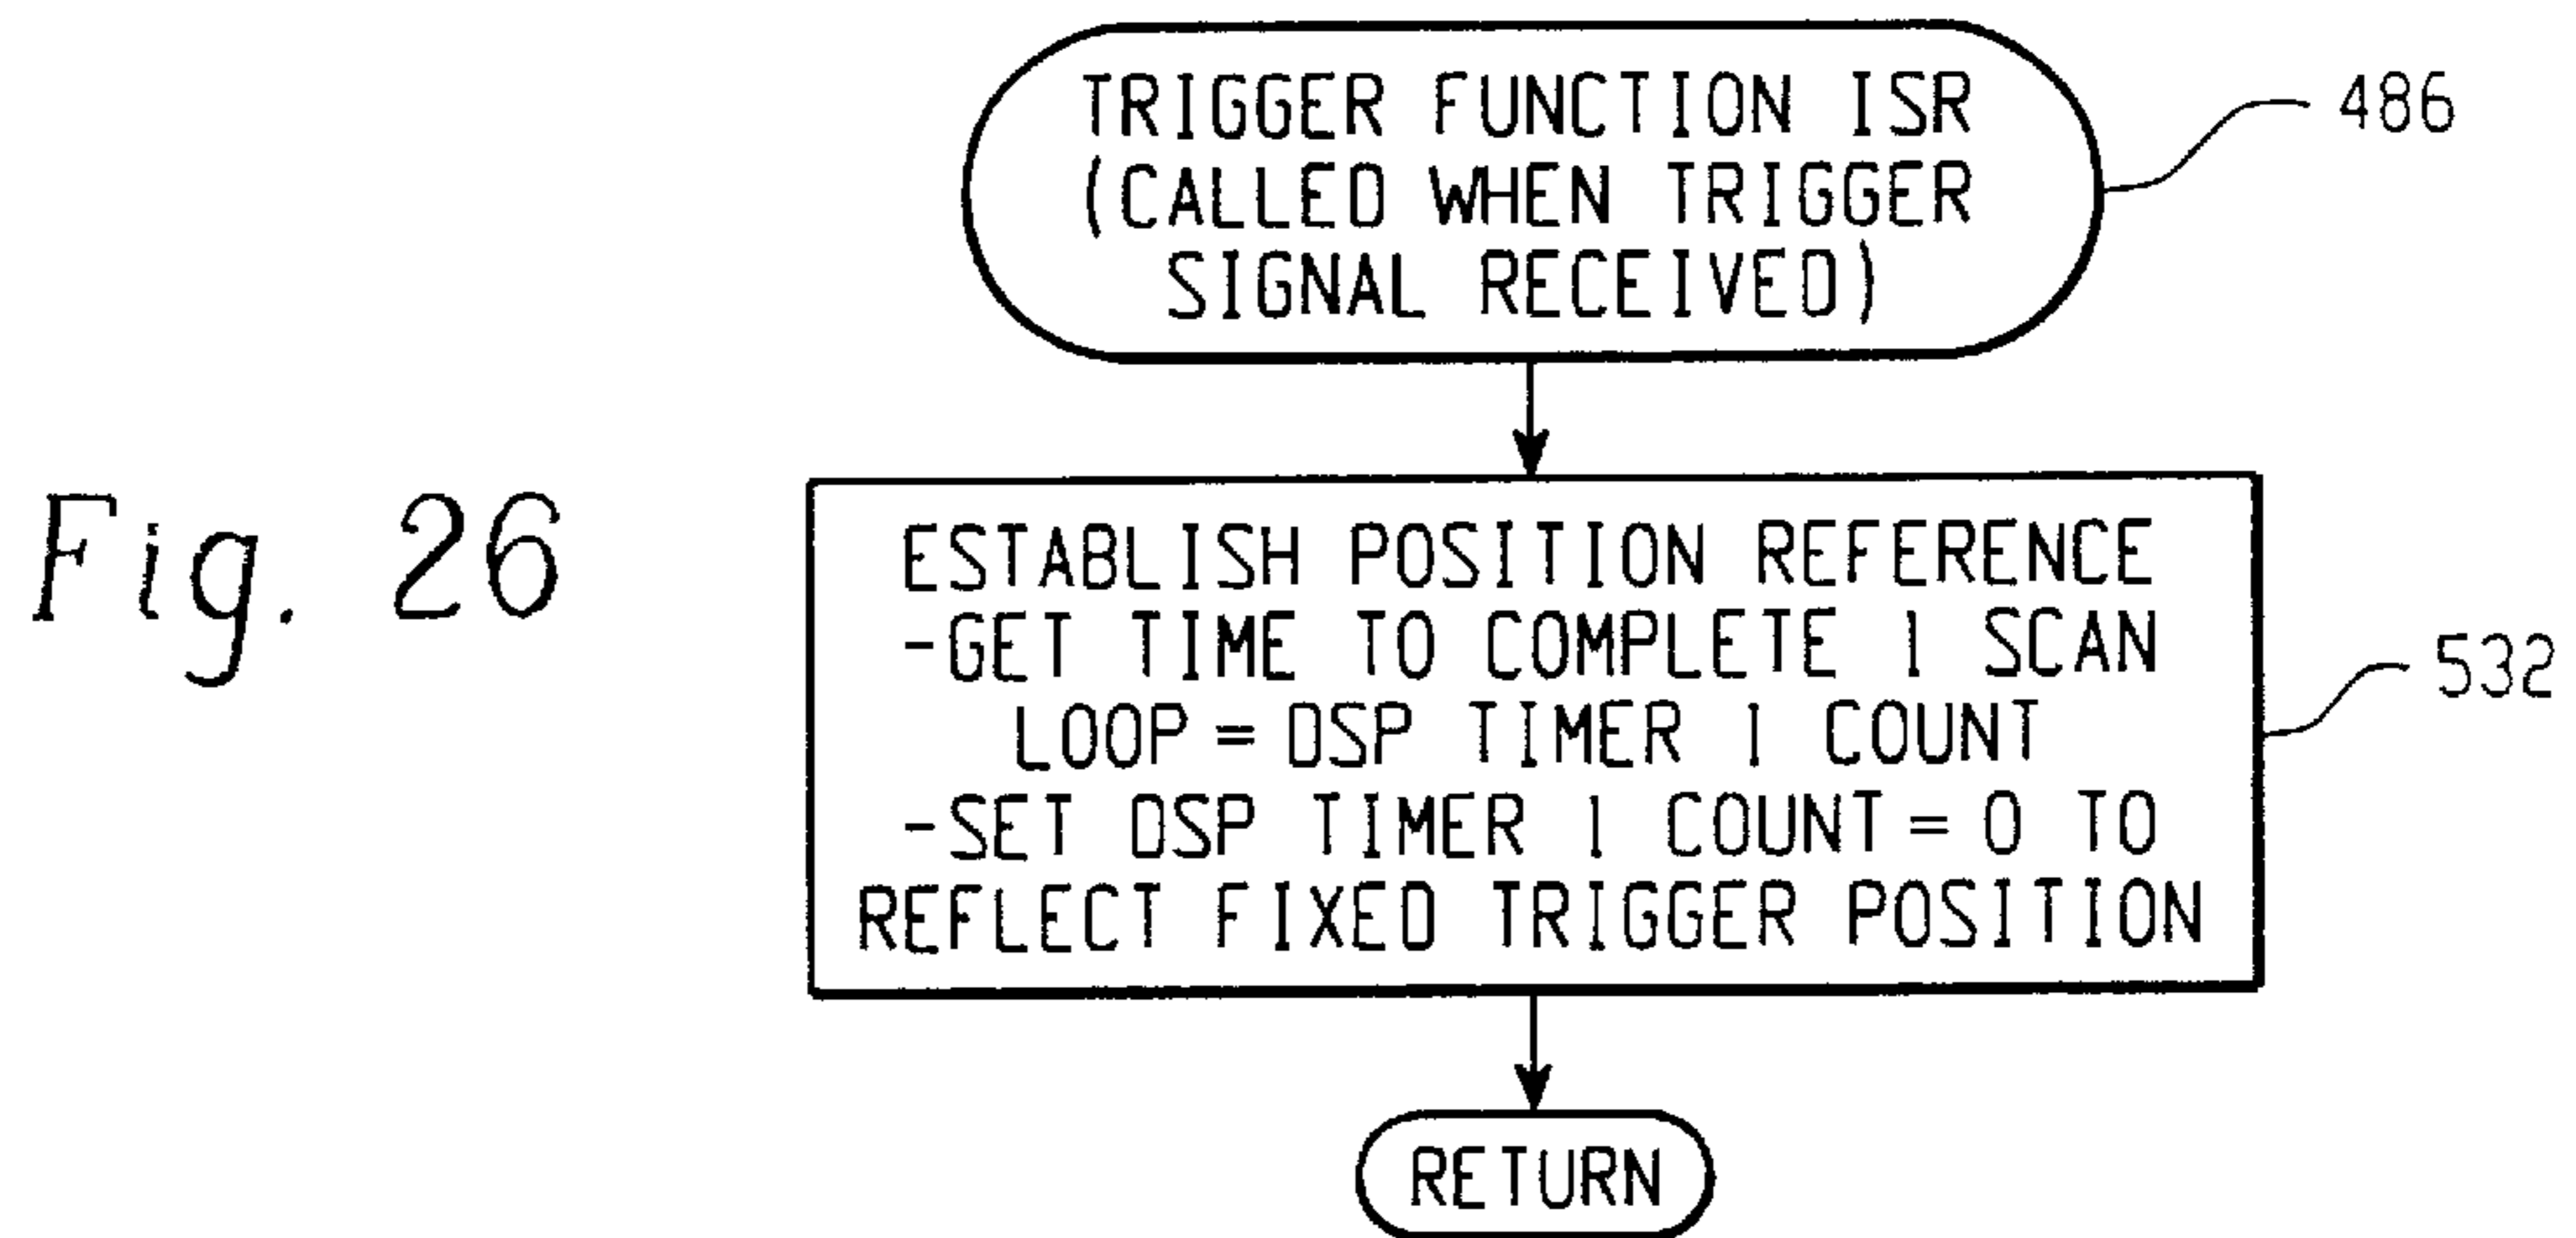 TRIGGER FUNCTION ISR
(CALLED WHEN TRIGGER
SIGNAL RECEIVED)
486
Fig. 26
ESTABLISH POSITION REFERENCE
-GET TIME TO COMPLETE 1 SCAN
LOOP = DSP TIMER 1 COUNT
-SET DSP TIMER 1 COUNT = 0 TO
REFLECT FIXED TRIGGER POSITION
532
RETURN